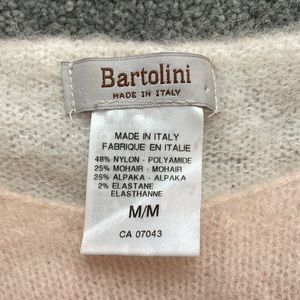 Bartolini
MADE IN ITALY
MADE IN ITALY
FABRIQUE EN ITALIE
48% NYLON - POLYAMIDE
25% MOHAIR - MOHAIR
25% ALPAKA - ALPAKA
2% ELASTANE
ELASTHANNE
M/M
CA 07043